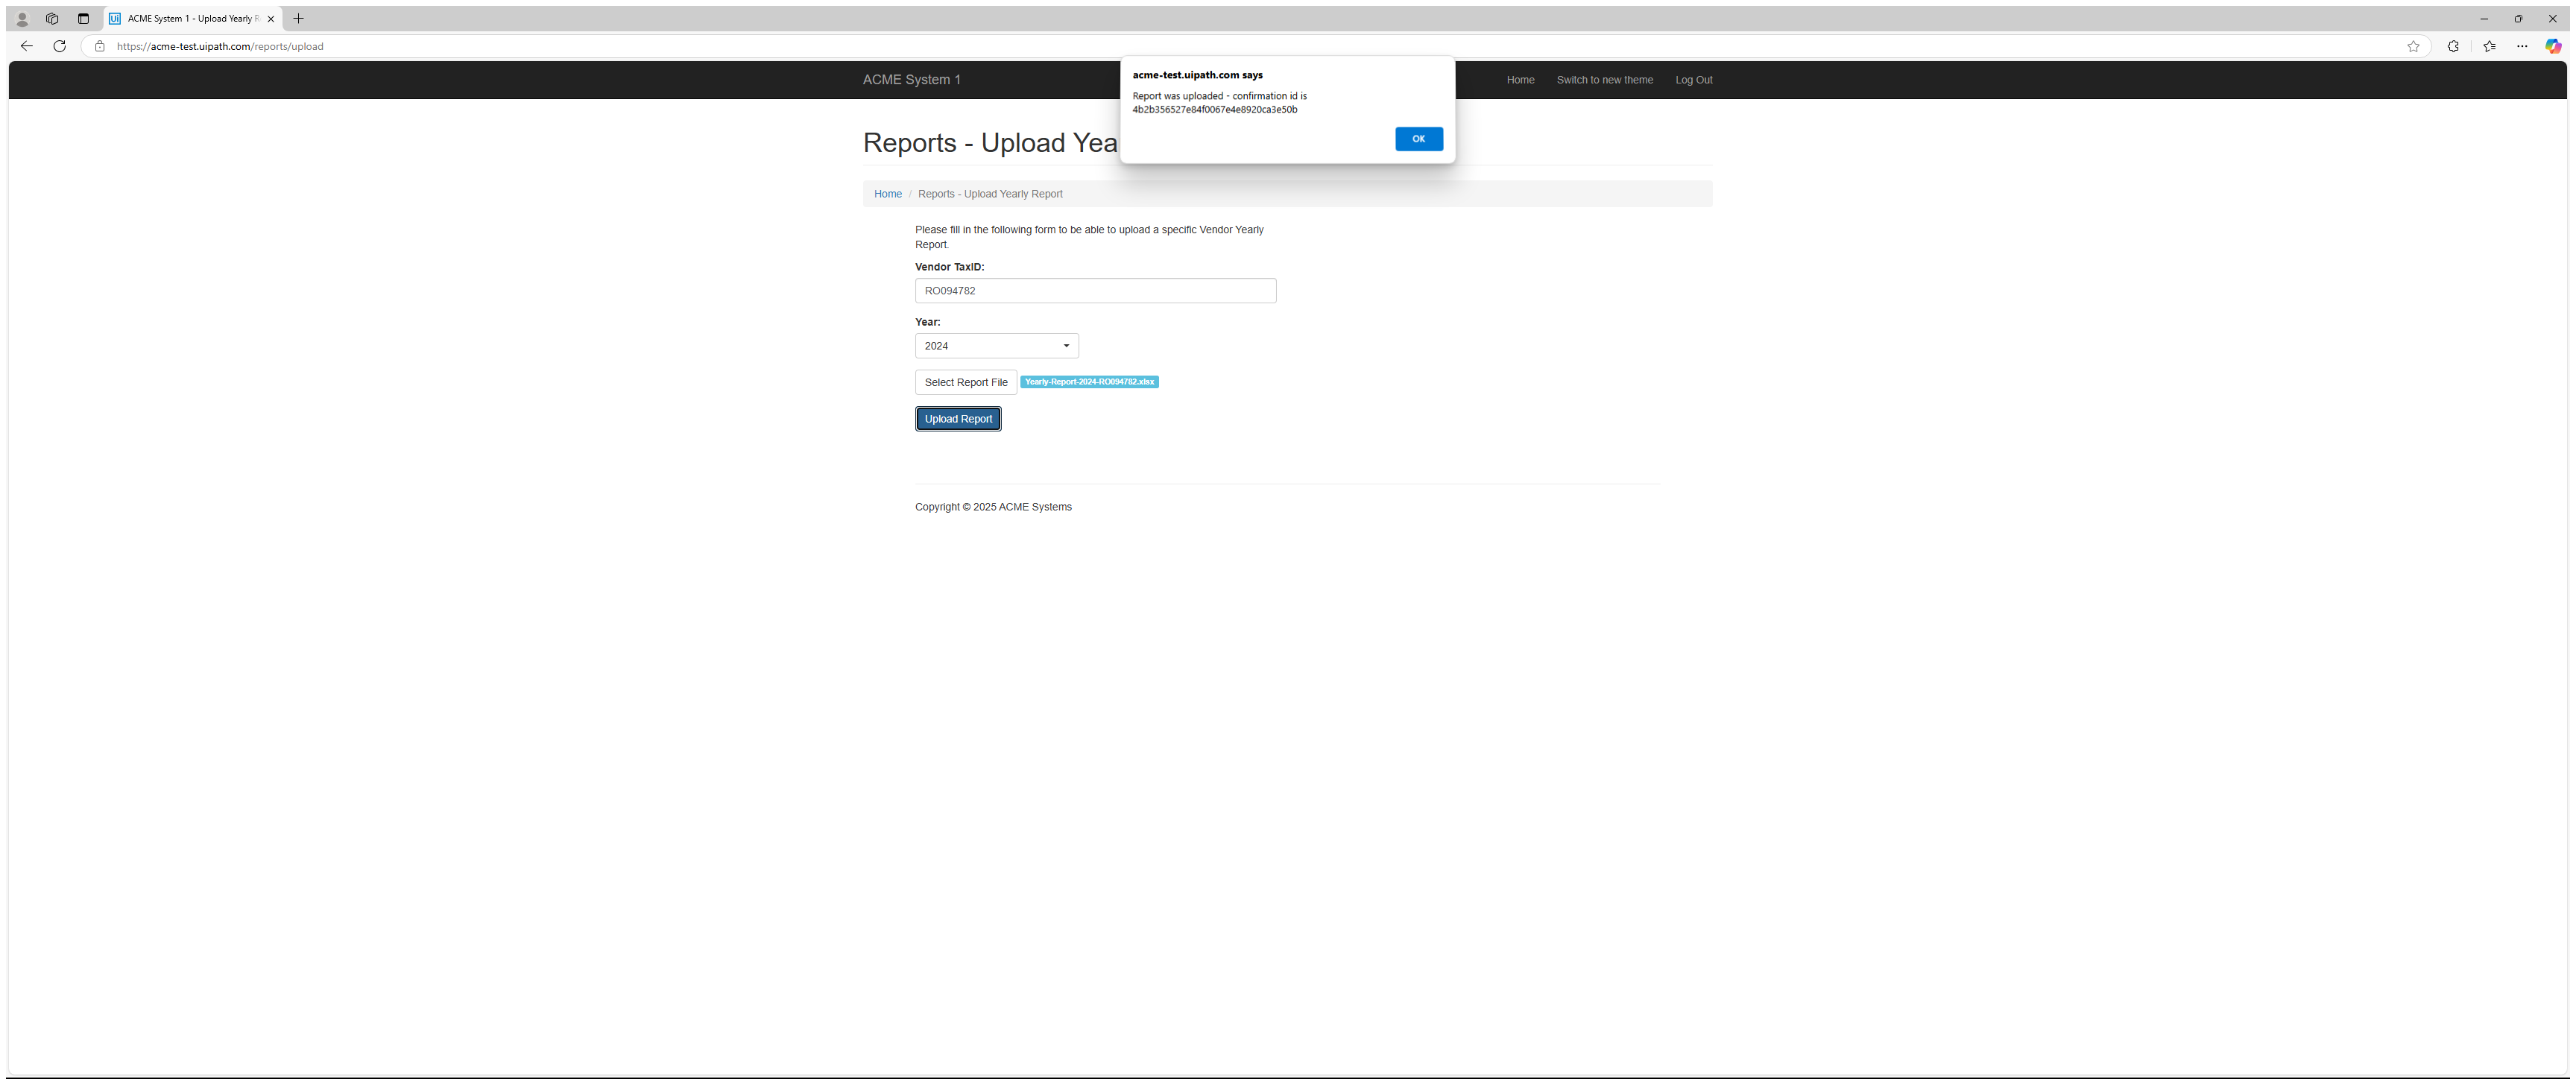 ACME System 1 - Upload Yearly R
https://acme-test.uipath.com/reports/upload
ACME System 1
Home
Switch to new theme
Log Out
acme-test.uipath.com says
Report was uploaded - confirmation id is
4b2b356527e84f0067e4e8920ca3e50b
OK
Reports - Upload Yea
Home / Reports - Upload Yearly Report
Please fill in the following form to be able to upload a specific Vendor Yearly
Report.
Vendor TaxID:
RO094782
Year:
2024
Select Report File
Yearly-Report-2024-RO094782.xlsx
Upload Report
Copyright © 2025 ACME Systems